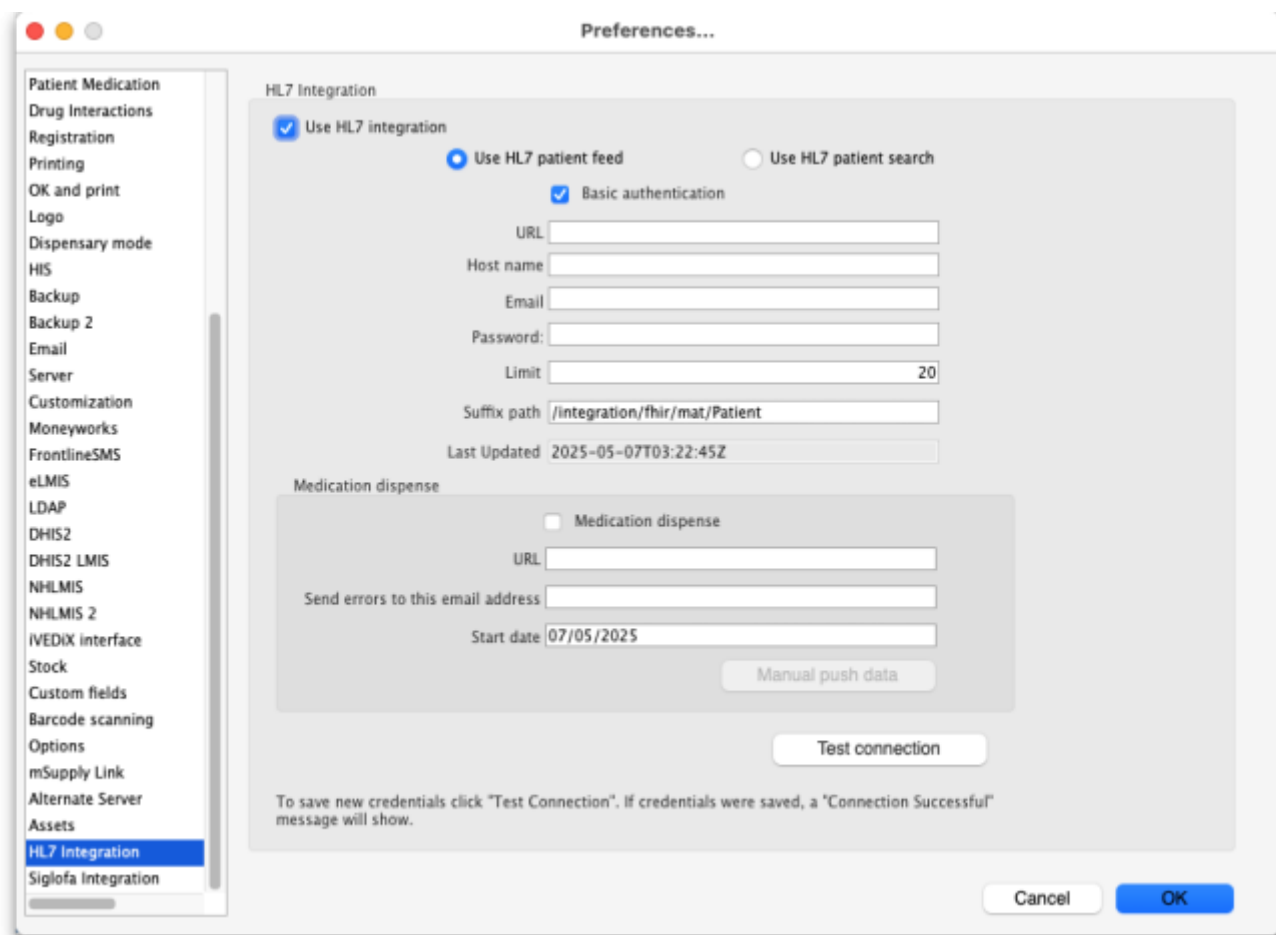 Preferences...
Patient Medication
Drug Interactions
Registration
Printing
OK and print
Logo
Dispensary mode
HIS
Backup
Backup 2
Email
Server
Customization
Moneyworks
FrontlineSMS
eLMIS
LDAP
DHIS2
DHIS2 LMIS
NHLMIS
NHLMIS 2
iVEDiX interface
Stock
Custom fields
Barcode scanning
Options
mSupply Link
Alternate Server
Assets
HL7 Integration
Siglofa Integration
HL7 Integration
Use HL7 integration
Use HL7 patient feed Use HL7 patient search
Basic authentication
URL
Host name
Email
Password:
Limit 20
Suffix path /integration/fhir/mat/Patient
Last Updated 2025-05-07T03:22:45Z
Medication dispense
Medication dispense
URL
Send errors to this email address
Start date 07/05/2025
Manual push data
Test connection
To save new credentials click "Test Connection". If credentials were saved, a "Connection Successful"
message will show.
Cancel OK